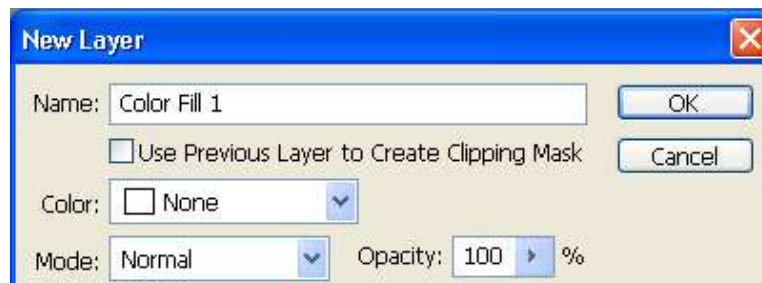 New Layer
Name: Color Fill 1 OK
Use Previous Layer to Create Clipping Mask Cancel
Color: None
Mode: Normal Opacity: 100 %